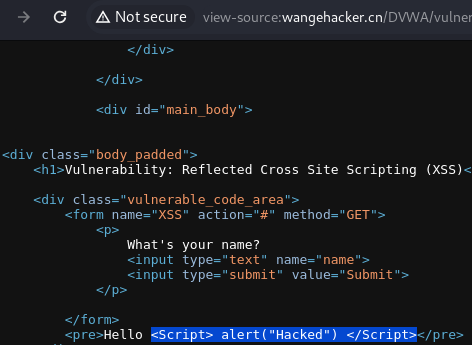 Not secure view-source:wangehacker.cn/DVWA/vulner
</div>
</div>
<div id="main_body">
<div class="body_padded">
<h1>Vulnerability: Reflected Cross Site Scripting (XSS)<
<div class="vulnerable_code_area">
<form name="XSS" action="#" method="GET">
<p>
What's your name?
<input type="text" name="name">
<input type="submit" value="Submit">
</p>
</form>
<pre>Hello <Script> alert("Hacked") </Script></pre>